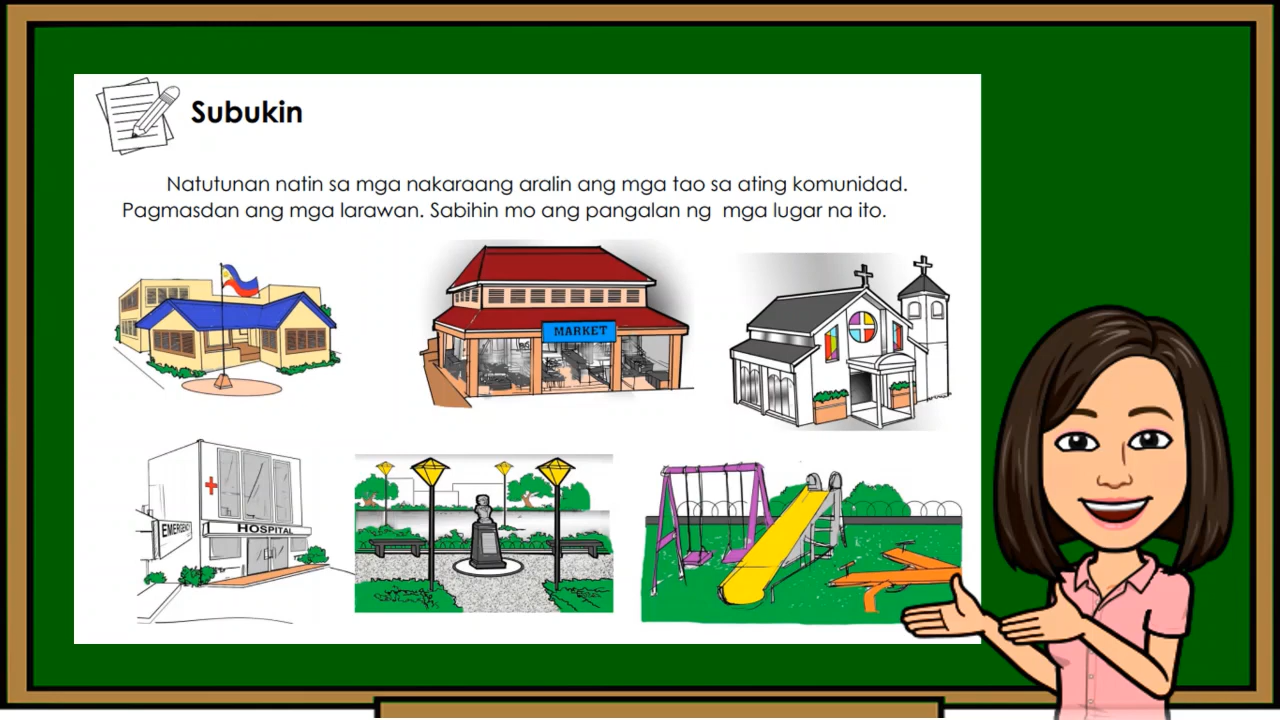 Subukin
Natutunan natin sa mga nakaraang aralin ang mga tao sa ating komunidad.
Pagmasdan ang mga larawan. Sabihin mo ang pangalan ng mga lugar na ito.
MARKET
EMERGENCY
HOSPITAL